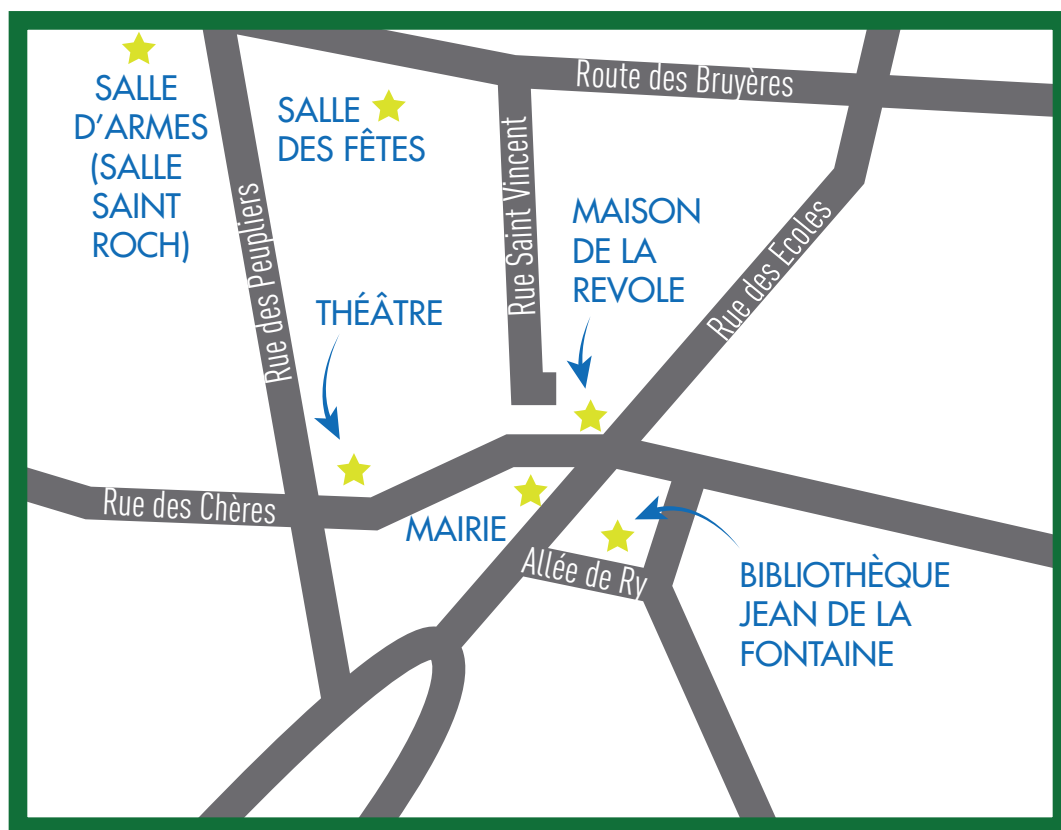 SALLE
D'ARMES
(SALLE
SAINT
ROCH)
SALLE
DES FÊTES
Route des Bruyères
Rue des Peupliers
Rue Saint Vincent
MAISON
DE LA
REVOLE
Rue des Ecoles
THÉÂTRE
Rue des Chères
MAIRIE
Allée de Ry
BIBLIOTHÈQUE
JEAN DE LA
FONTAINE